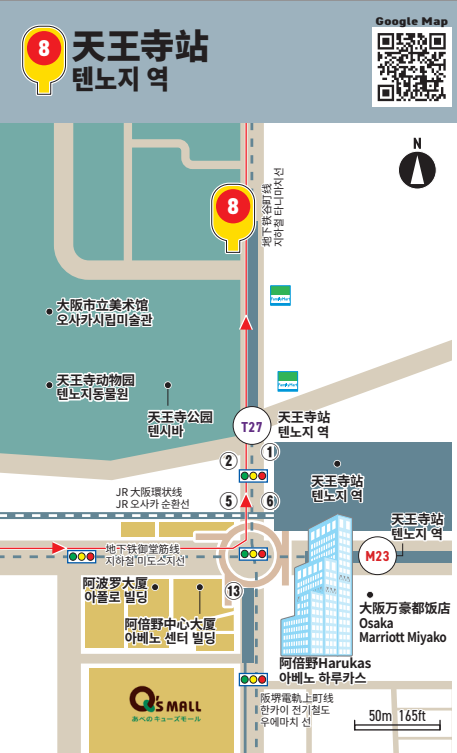 Google Map
8
天王寺站
텐노지 역
N
8
地下铁谷町线
지하철 타니마치선
FamilyMart
大阪市立美术馆
오사카시립미술관
FamilyMart
天王寺动物园
텐노지동물원
天王寺公园
텐시바
T27
天王寺站
텐노지 역
①
②
天王寺站
텐노지 역
JR 大阪環状线
JR 오사카 순환선
⑤
⑥
天王寺站
텐노지 역
地下铁御堂筋线
지하철 미도스지선
M23
阿波罗大厦
아폴로 빌딩
⑬
大阪万豪都饭店
Osaka
Marriott Miyako
阿倍野中心大厦
아베노 센터 빌딩
阿倍野Harukas
아베노 하루카스
Q's MALL
あべのキューズモール
阪堺電軌上町线
한카이 전기철도
우에마치 선
50m 165ft